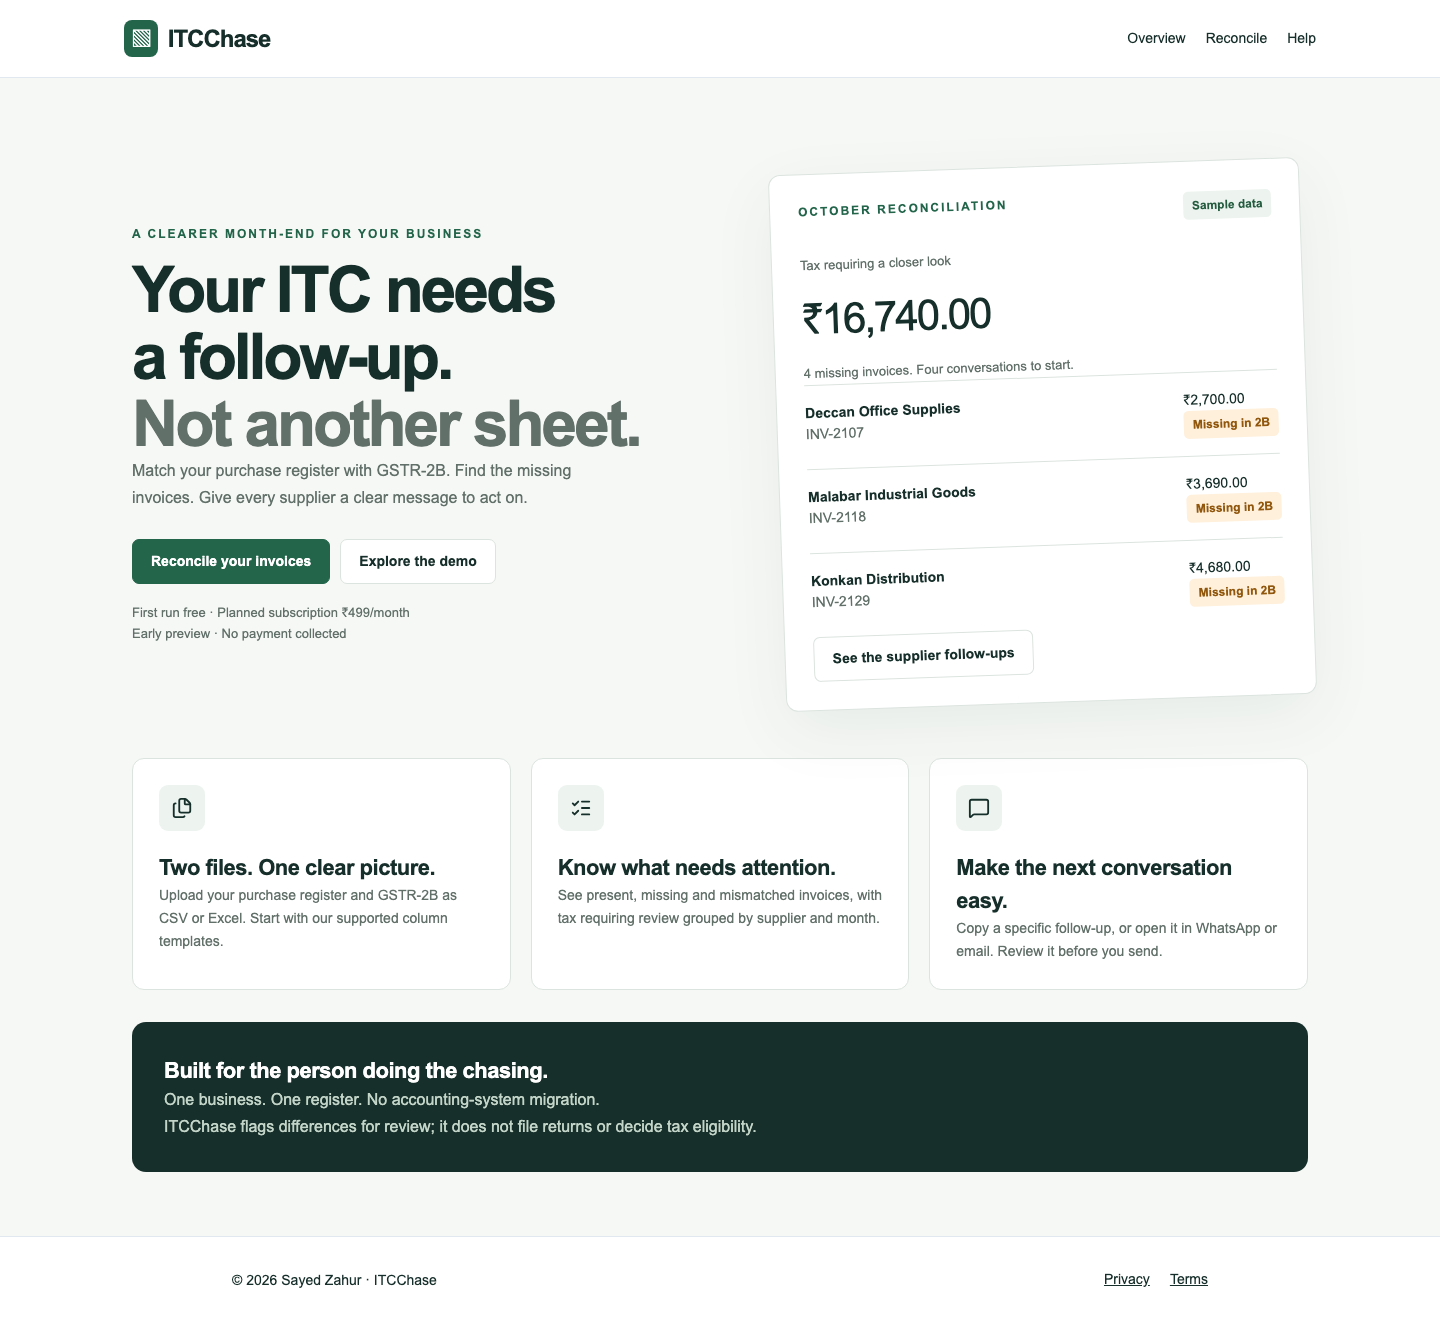 ITCChase
Overview
Reconcile
Help
A CLEARER MONTH-END FOR YOUR BUSINESS
Your ITC needs
a follow-up.
Not another sheet.
Match your purchase register with GSTR-2B. Find the missing
invoices. Give every supplier a clear message to act on.
Reconcile your invoices
Explore the demo
First run free · Planned subscription ₹499/month
Early preview · No payment collected
OCTOBER RECONCILIATION
Sample data
Tax requiring a closer look
₹16,740.00
4 missing invoices. Four conversations to start.
Deccan Office Supplies
INV-2107
₹2,700.00
Missing in 2B
Malabar Industrial Goods
INV-2118
₹3,690.00
Missing in 2B
Konkan Distribution
INV-2129
₹4,680.00
Missing in 2B
See the supplier follow-ups
Two files. One clear picture.
Upload your purchase register and GSTR-2B as
CSV or Excel. Start with our supported column
templates.
Know what needs attention.
See present, missing and mismatched invoices, with
tax requiring review grouped by supplier and month.
Make the next conversation
easy.
Copy a specific follow-up, or open it in WhatsApp or
email. Review it before you send.
Built for the person doing the chasing.
One business. One register. No accounting-system migration.
ITCChase flags differences for review; it does not file returns or decide tax eligibility.
© 2026 Sayed Zahur · ITCChase
Privacy
Terms